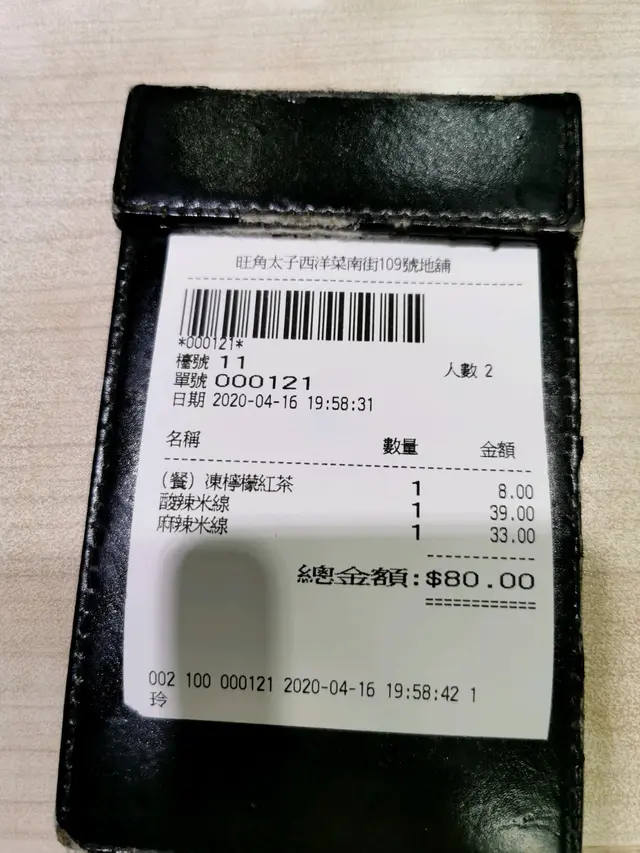 旺角太子西洋菜南街109號地舖
*000121*
檯號 11
人數 2
單號 000121
日期 2020-04-16 19:58:31
名稱 數量 金額
(餐) 凍檸檬紅茶 1 8.00
酸辣米線 1 39.00
麻辣米線 1 33.00
總金額:$80.00
002 100 000121 2020-04-16 19:58:42 1
玲